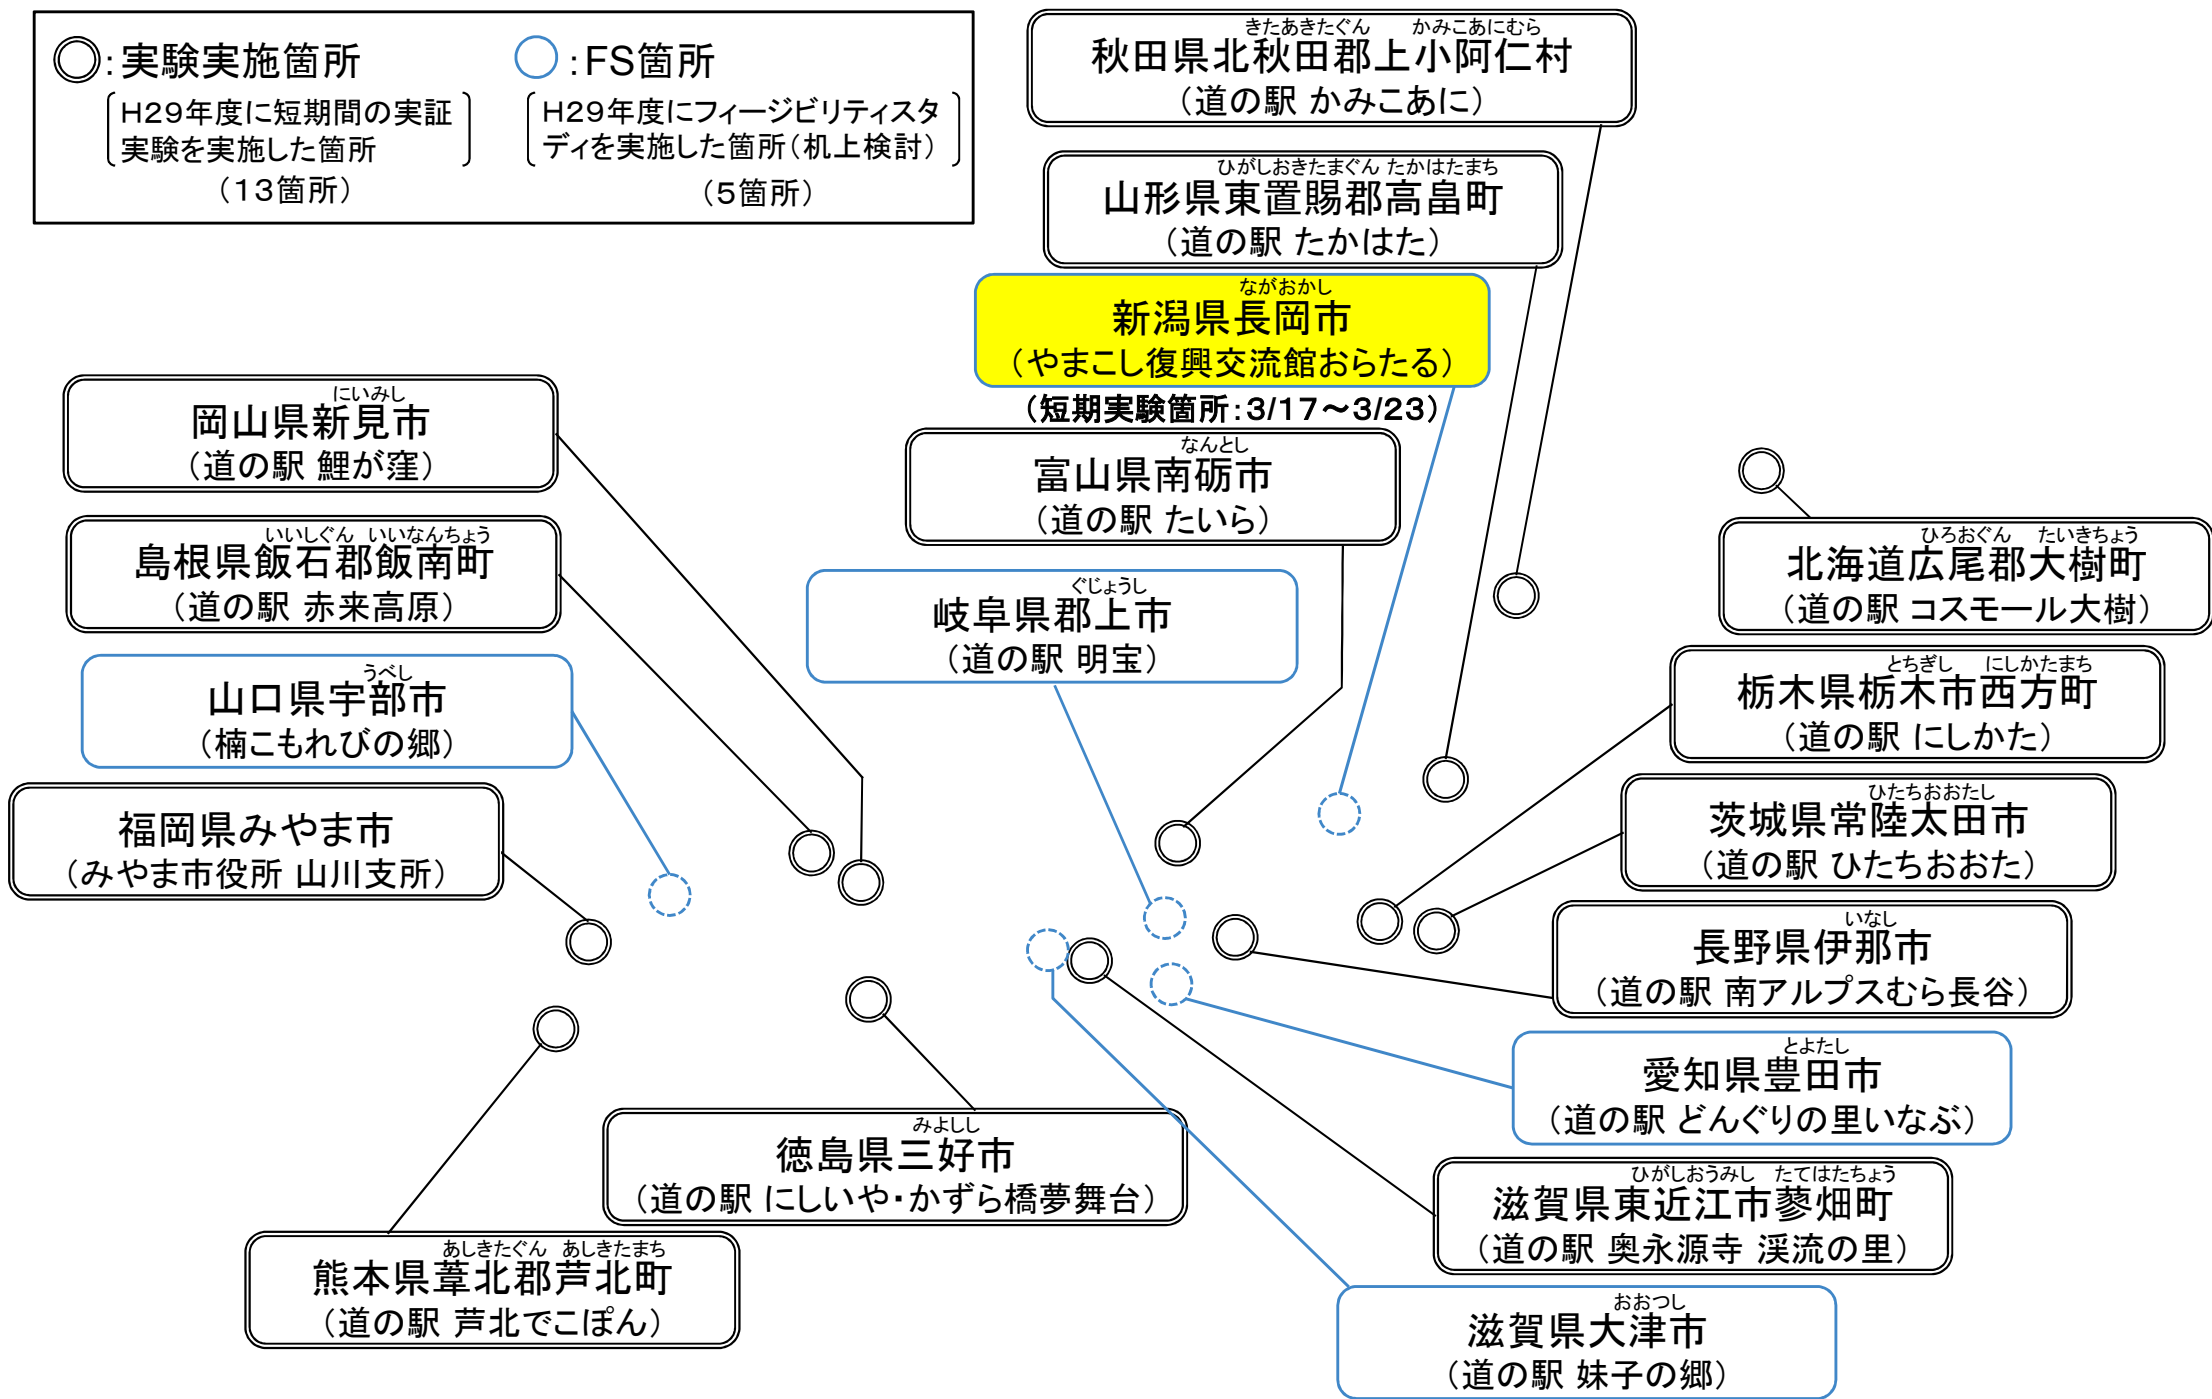 ：実験実施箇所
H29年度に短期間の実証
実験を実施した箇所
（13箇所）
：FS箇所
H29年度にフィージビリティスタ
ディを実施した箇所（机上検討）
（5箇所）
きたあきたぐん　かみこあにむら
秋田県北秋田郡上小阿仁村
（道の駅 かみこあに）
ひがしおきたまぐん たかはたまち
山形県東置賜郡高畠町
（道の駅 たかはた）
ながおかし
新潟県長岡市
（やまこし復興交流館おらたる）
（短期実験箇所：3/17～3/23）
にいみし
岡山県新見市
（道の駅 鯉が窪）
なんとし
富山県南砺市
（道の駅 たいら）
いいしぐん いいなんちょう
島根県飯石郡飯南町
（道の駅 赤来高原）
ぐじょうし
岐阜県郡上市
（道の駅 明宝）
ひろおぐん　たいきちょう
北海道広尾郡大樹町
（道の駅 コスモール大樹）
うべし
山口県宇部市
（楠こもれびの郷）
とちぎし　にしかたまち
栃木県栃木市西方町
（道の駅 にしかた）
福岡県みやま市
（みやま市役所 山川支所）
ひたちおおたし
茨城県常陸太田市
（道の駅 ひたちおおた）
いなし
長野県伊那市
（道の駅 南アルプスむら長谷）
とよたし
愛知県豊田市
（道の駅 どんぐりの里いなぶ）
みよしし
徳島県三好市
（道の駅 にしいや・かずら橋夢舞台）
ひがしおうみし　たてはたちょう
滋賀県東近江市蓼畑町
（道の駅 奥永源寺 渓流の里）
あしきたぐん あしきたまち
熊本県葦北郡芦北町
（道の駅 芦北でこぽん）
おおつし
滋賀県大津市
（道の駅 妹子の郷）